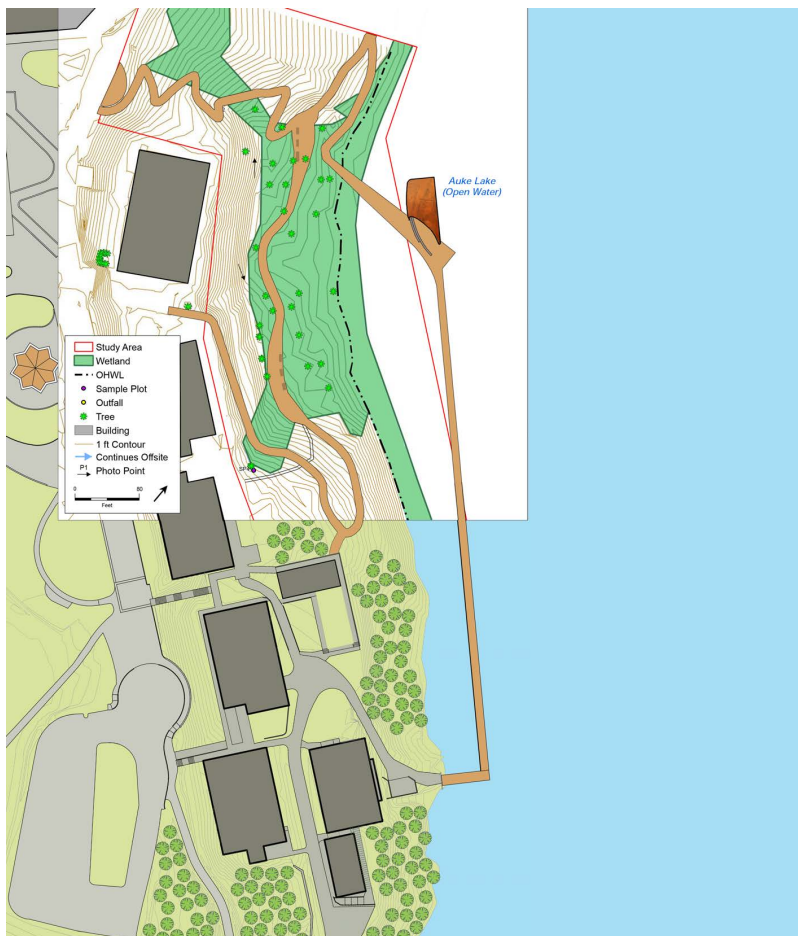 Auke Lake
(Open Water)
Study Area
Wetland
OHWL
Sample Plot
Outfall
Tree
Building
1 ft Contour
Continues Offsite
P1
Photo Point
0 80
Feet